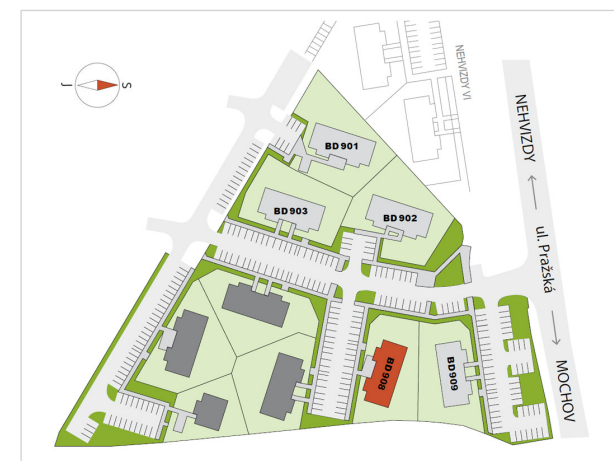 J
S
NEHVIZDY VI
NEHVIZDY
ul. Pražská
MOCHOV
BD 901
BD 903
BD 902
BD 908
BD 909